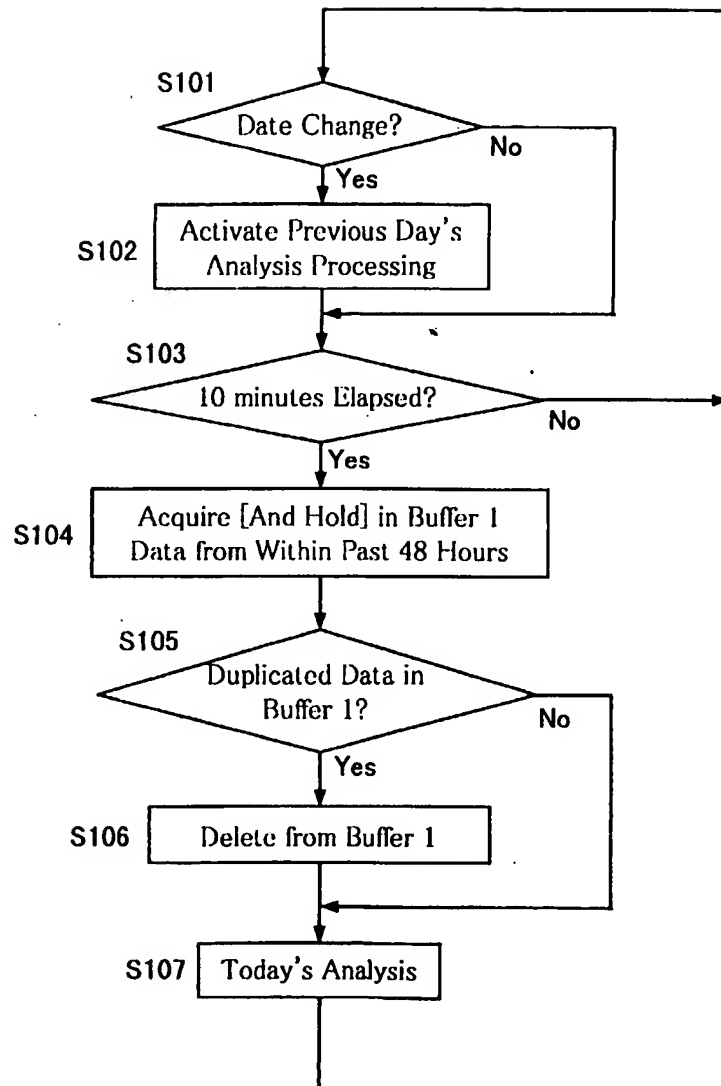 S101
Date Change?
No
Yes
S102
Activate Previous Day's
Analysis Processing
S103
10 minutes Elapsed?
No
Yes
S104
Acquire [And Hold] in Buffer 1
Data from Within Past 48 Hours
S105
Duplicated Data in
Buffer 1?
No
Yes
S106
Delete from Buffer 1
S107
Today's Analysis